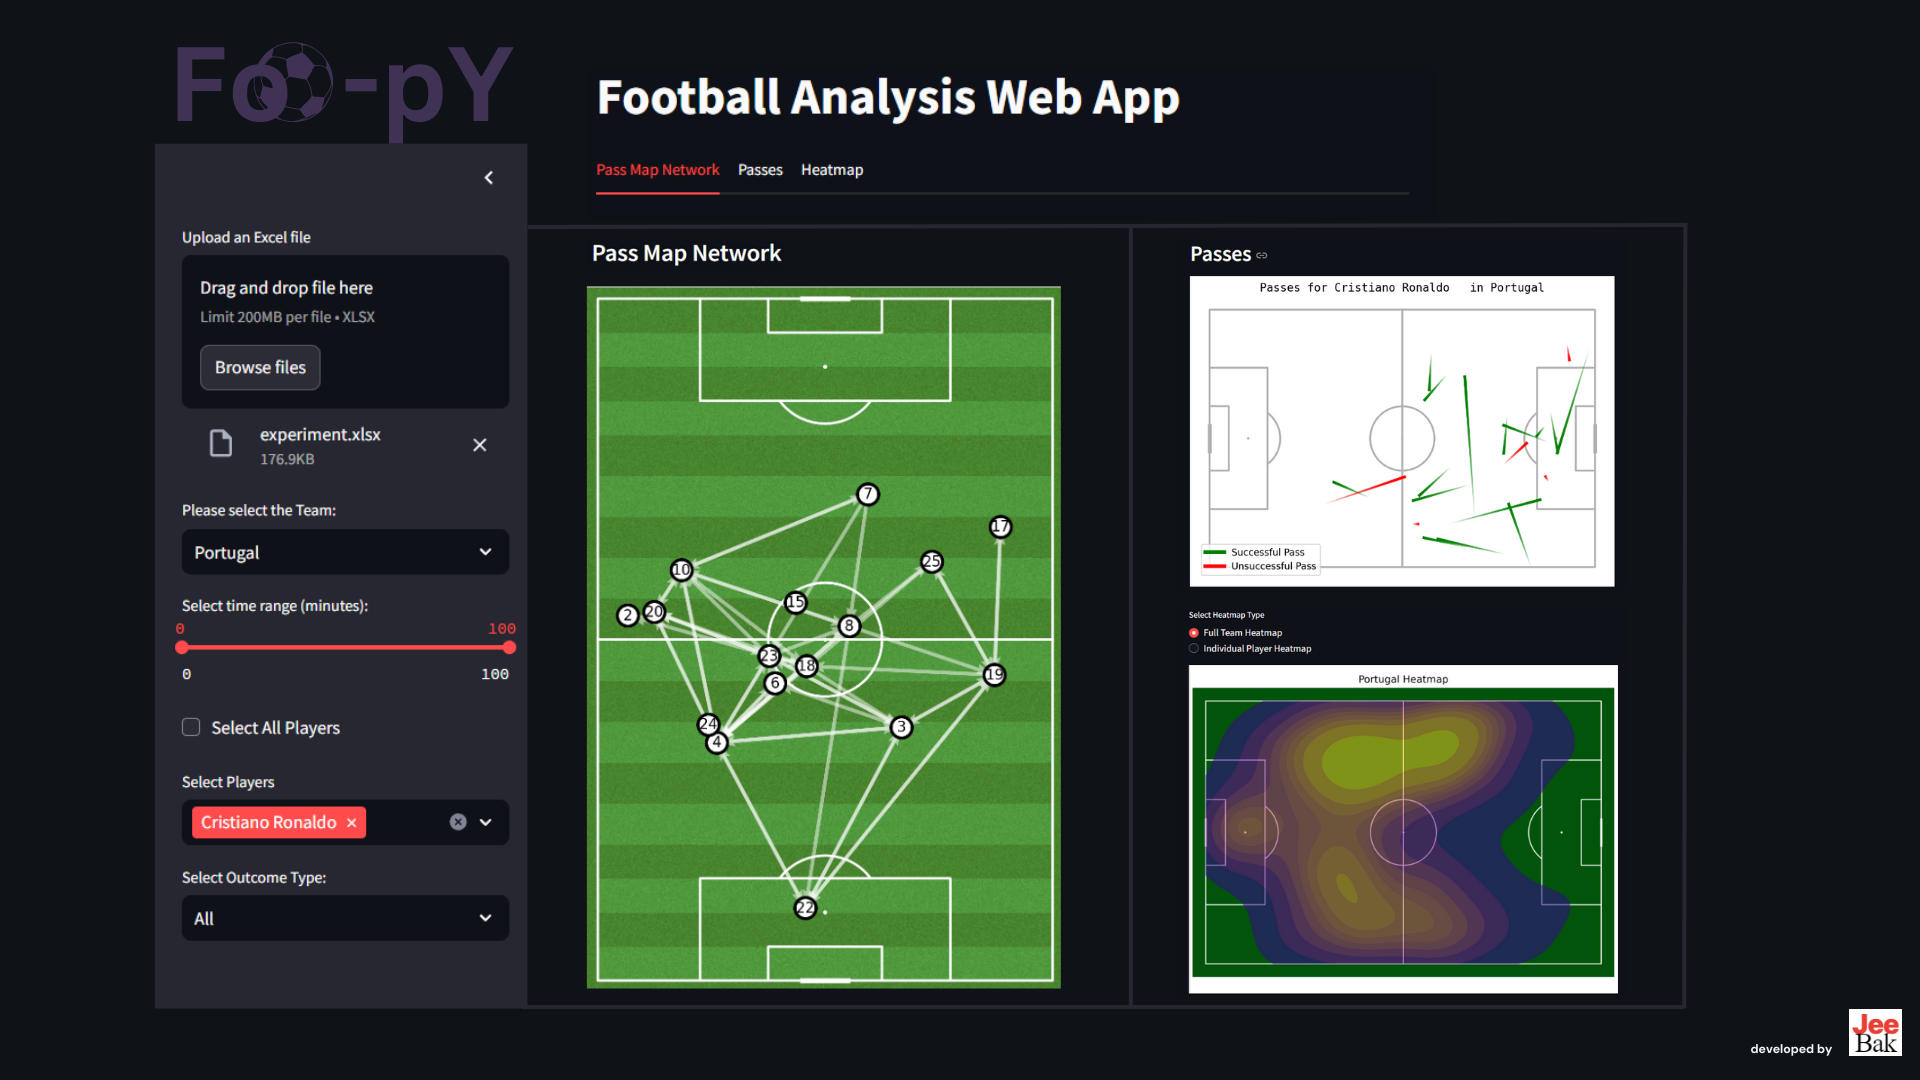 Foo-pY
Football Analysis Web App
Pass Map Network Passes Heatmap
Upload an Excel file
Drag and drop file here
Limit 200MB per file • XLSX
Browse files
experiment.xlsx
176.9KB
Please select the Team:
Portugal
Select time range (minutes):
0 100
0 100
Select All Players
Select Players
Cristiano Ronaldo
Select Outcome Type:
All
Pass Map Network
7
17
25
10
15
2 20
8
23
18
19
6
24
3
4
22
Passes
Passes for Cristiano Ronaldo in Portugal
Successful Pass
Unsuccessful Pass
Select Heatmap Type
Full Team Heatmap
Individual Player Heatmap
Portugal Heatmap
developed by
Jee
Bak